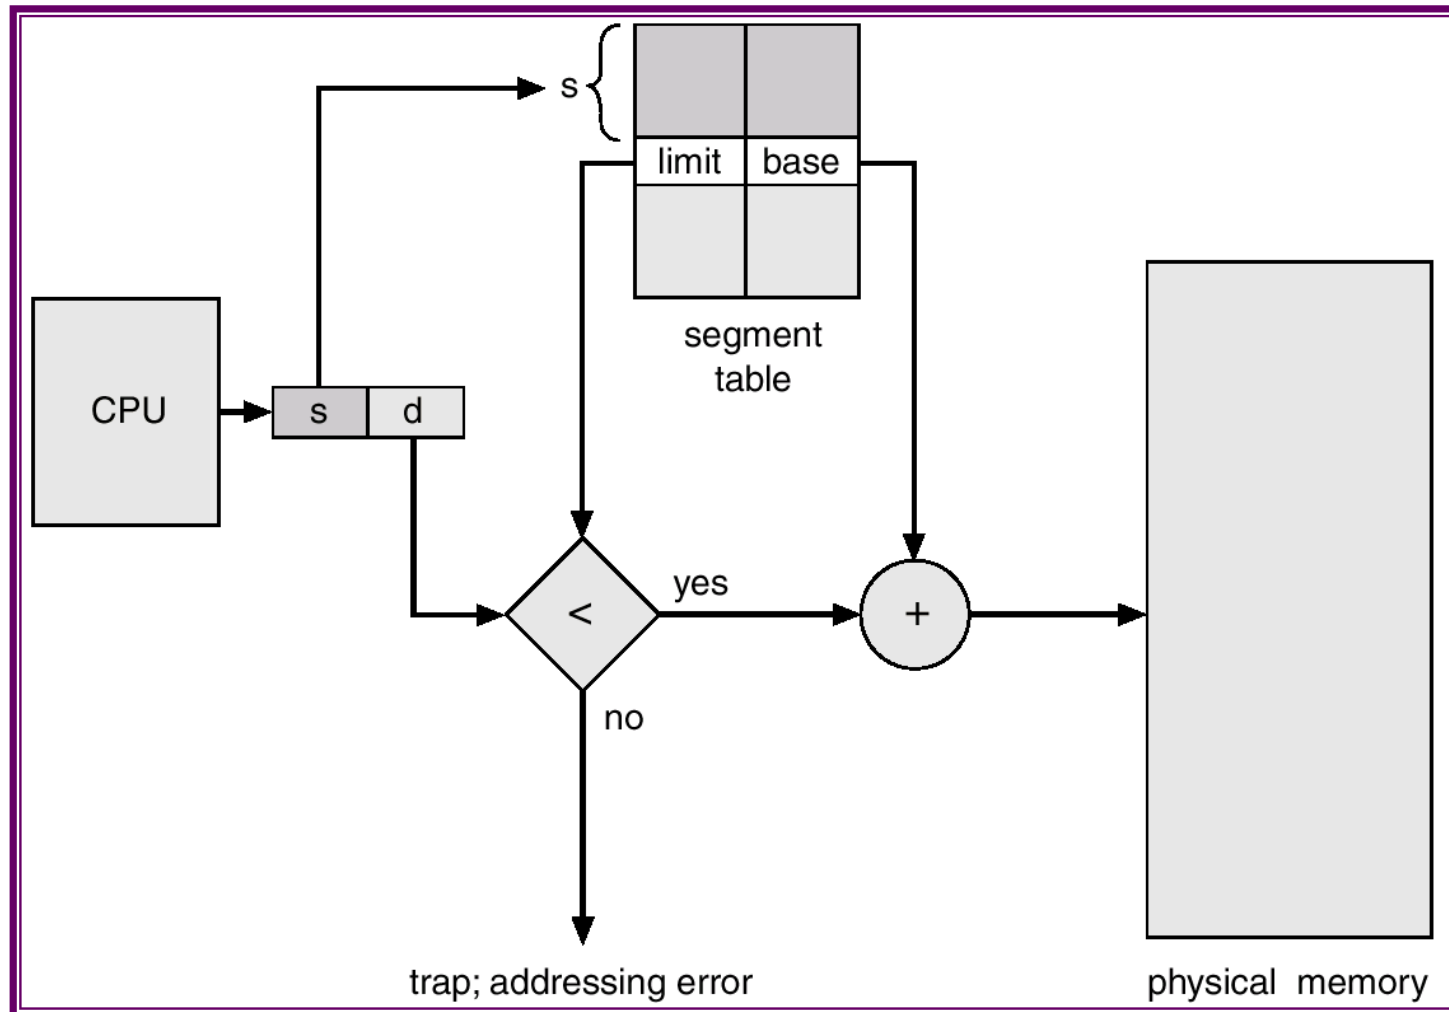 s
limit base
segment
table
CPU
s d
<
yes
+
no
trap; addressing error
physical memory